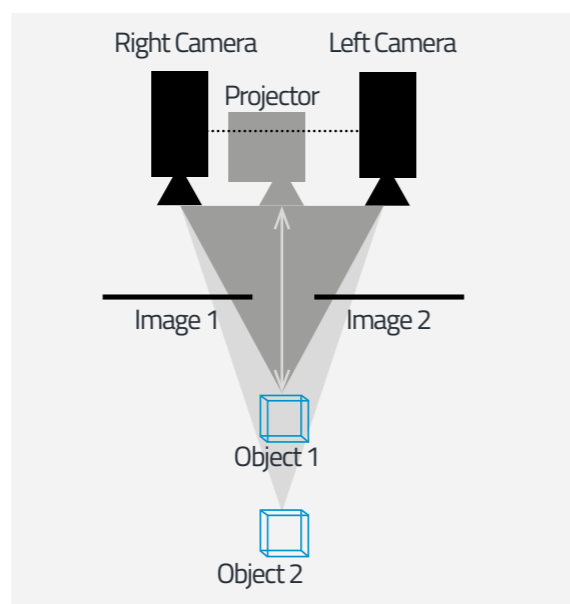 Right Camera
Left Camera
Projector
Image 1
Image 2
Object 1
Object 2